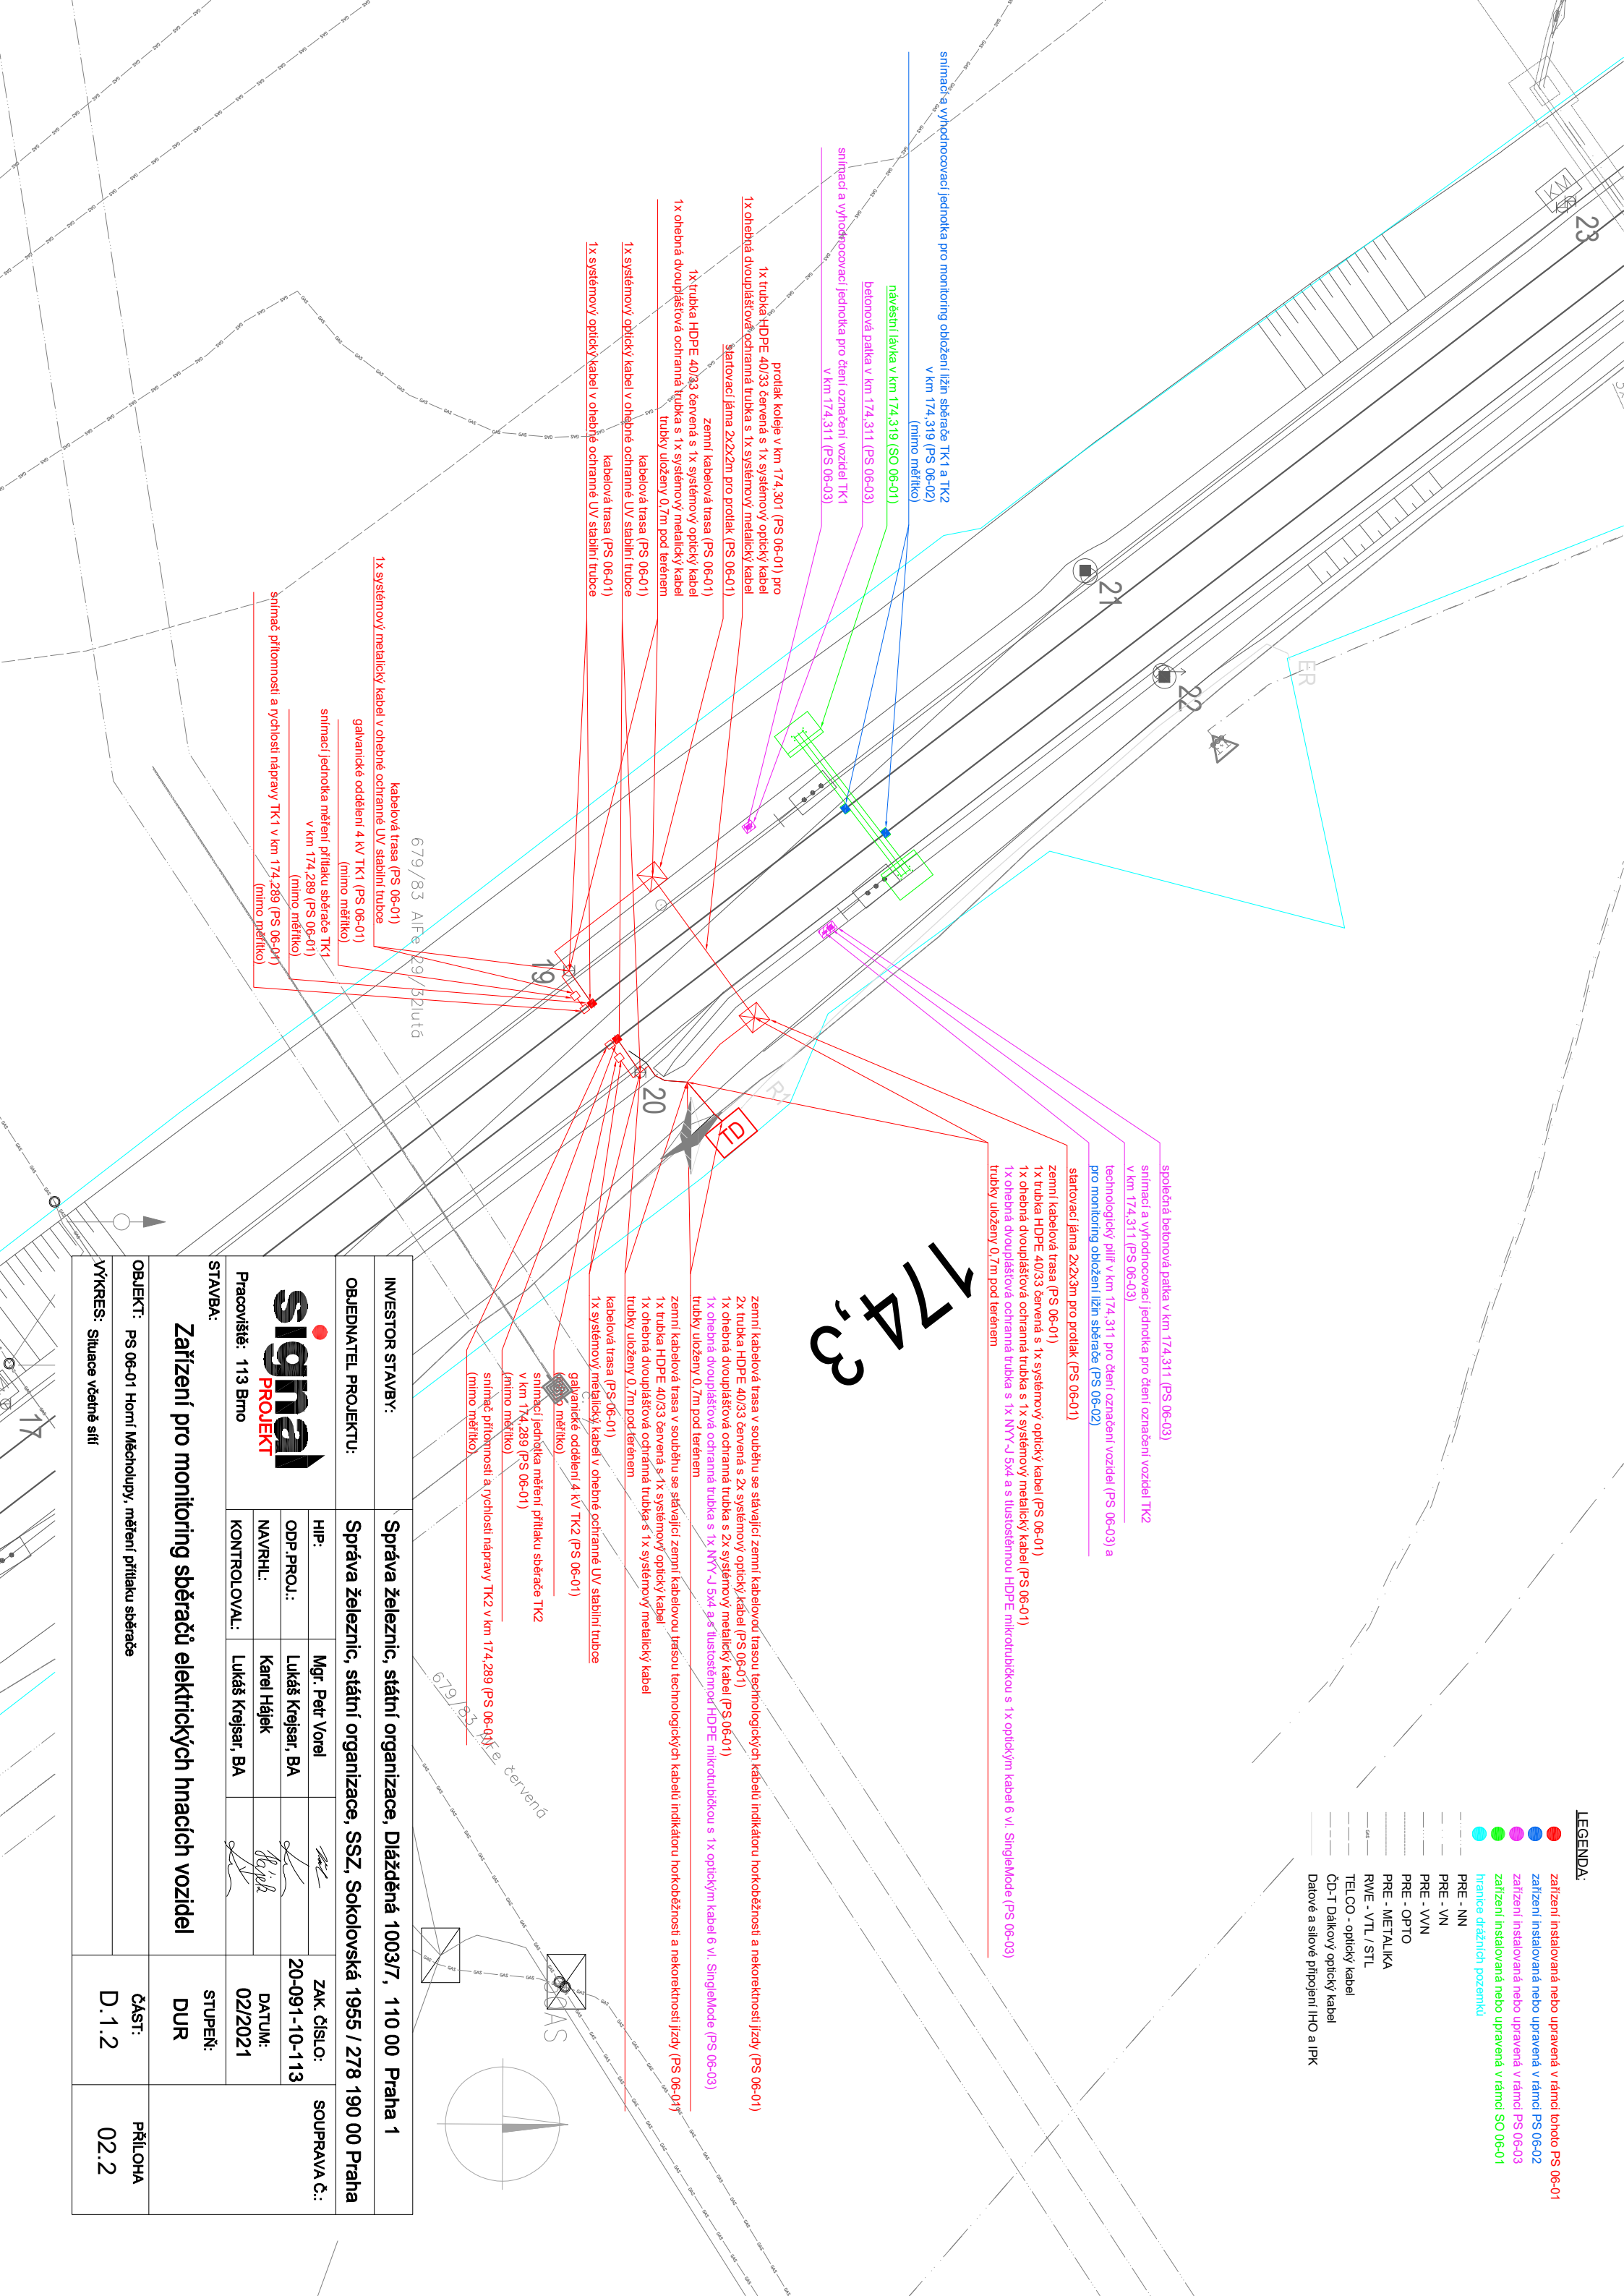 LEGENDA:
zařízení instalovaná nebo upravená v rámci tohoto PS 06-01
zařízení instalovaná nebo upravená v rámci PS 06-02
zařízení instalovaná nebo upravená v rámci PS 06-03
zařízení instalovaná nebo upravená v rámci SO 06-01
hranice drážních pozemků
PRE - NN
PRE - VN
PRE - VVN
PRE - OPTO
PRE - METALIKA
RWE - VTL / STL
TELCO - optický kabel
ČD-T Dálkový optický kabel
Datové a silové připojení IHO a IPK
KM
23
21
22
ER
19
20
TD
17
174,3
GAS
679/83 AlFe 29/32lutá
679/83 AlFe červená
snímací a vyhodnocovací jednotka pro monitoring obložení ližin sběrače TK1 a TK2
v km 174,319 (PS 06-02)
(mimo měřítko)
návěstní lávka v km 174,319 (SO 06-01)
betonová patka v km 174,311 (PS 06-03)
snímací a vyhodnocovací jednotka pro čtení označení vozidel TK1
v km 174,311 (PS 06-03)
protlak koleje v km 174,301 (PS 06-01) pro
1x trubka HDPE 40/33 červená s 1x systémový optický kabel
1x ohebná dvouplášťová ochranná trubka s 1x systémový metalický kabel
startovací jáma 2x2x2m pro protlak (PS 06-01)
zemní kabelová trasa (PS 06-01)
1x trubka HDPE 40/33 červená s 1x systémový optický kabel
1x ohebná dvouplášťová ochranná trubka s 1x systémový metalický kabel
trubky uloženy 0,7m pod terénem
kabelová trasa (PS 06-01)
1x systémový optický kabel v ohebné ochranné UV stabilní trubce
kabelová trasa (PS 06-01)
1x systémový optický kabel v ohebné ochranné UV stabilní trubce
kabelová trasa (PS 06-01)
1x systémový metalický kabel v ohebné ochranné UV stabilní trubce
galvanické oddělení 4 kV TK1 (PS 06-01)
(mimo měřítko)
snímací jednotka měření přítlaku sběrače TK1
v km 174,289 (PS 06-01)
(mimo měřítko)
snímač přítomnosti a rychlosti nápravy TK1 v km 174,289 (PS 06-01)
(mimo měřítko)
společná betonová patka v km 174,311 (PS 06-03)
snímací a vyhodnocovací jednotka pro čtení označení vozidel TK2
v km 174,311 (PS 06-03)
technologický pilíř v km 174,311 pro čtení označení vozidel (PS 06-03) a
pro monitoring obložení ližin sběrače (PS 06-02)
startovací jáma 2x2x3m pro protlak (PS 06-01)
zemní kabelová trasa (PS 06-01)
1x trubka HDPE 40/33 červená s 1x systémový optický kabel (PS 06-01)
1x ohebná dvouplášťová ochranná trubka s 1x systémový metalický kabel (PS 06-01)
1x ohebná dvouplášťová ochranná trubka s 1x NYY-J 5x4 a s tlustostěnnou HDPE mikrotrubičkou s 1x optickým kabel 6 vl. SingleMode (PS 06-03)
trubky uloženy 0,7m pod terénem
zemní kabelová trasa v souběhu se stávající zemní kabelovou trasou technologických kabelů indikátoru horkoběžnosti a nekorektnosti jízdy (PS 06-01)
2x trubka HDPE 40/33 červená s 2x systémový optický kabel (PS 06-01)
1x ohebná dvouplášťová ochranná trubka s 2x systémový metalický kabel (PS 06-01)
1x ohebná dvouplášťová ochranná trubka s 1x NYY-J 5x4 a s tlustostěnnou HDPE mikrotrubičkou s 1x optickým kabel 6 vl. SingleMode (PS 06-03)
trubky uloženy 0,7m pod terénem
zemní kabelová trasa v souběhu se stávající zemní kabelovou trasou technologických kabelů indikátoru horkoběžnosti a nekorektnosti jízdy (PS 06-01)
1x trubka HDPE 40/33 červená s 1x systémový optický kabel
1x ohebná dvouplášťová ochranná trubka s 1x systémový metalický kabel
trubky uloženy 0,7m pod terénem
kabelová trasa (PS 06-01)
1x systémový metalický kabel v ohebné ochranné UV stabilní trubce
galvanické oddělení 4 kV TK2 (PS 06-01)
(mimo měřítko)
snímací jednotka měření přítlaku sběrače TK2
v km 174,289 (PS 06-01)
(mimo měřítko)
snímač přítomnosti a rychlosti nápravy TK2 v km 174,289 (PS 06-01)
(mimo měřítko)
INVESTOR STAVBY: Správa železnic, státní organizace, Dlážděná 1003/7, 110 00 Praha 1
OBJEDNATEL PROJEKTU: Správa železnic, státní organizace, SSZ, Sokolovská 1955 / 278 190 00 Praha
signal
PROJEKT
Pracoviště: 113 Brno
HIP: Mgr. Petr Vorel
ODP.PROJ.: Lukáš Krejsar, BA
NAVRHL: Karel Hájek
KONTROLOVAL: Lukáš Krejsar, BA
ZAK. ČÍSLO:
20-091-10-113
DATUM:
02/2021
SOUPRAVA Č.:
STAVBA:
Zařízení pro monitoring sběračů elektrických hnacích vozidel
STUPEŇ:
DUR
OBJEKT: PS 06-01 Horní Měcholupy, měření přítlaku sběrače
VÝKRES: Situace včetně sítí
ČÁST:
D.1.2
PŘÍLOHA
02.2